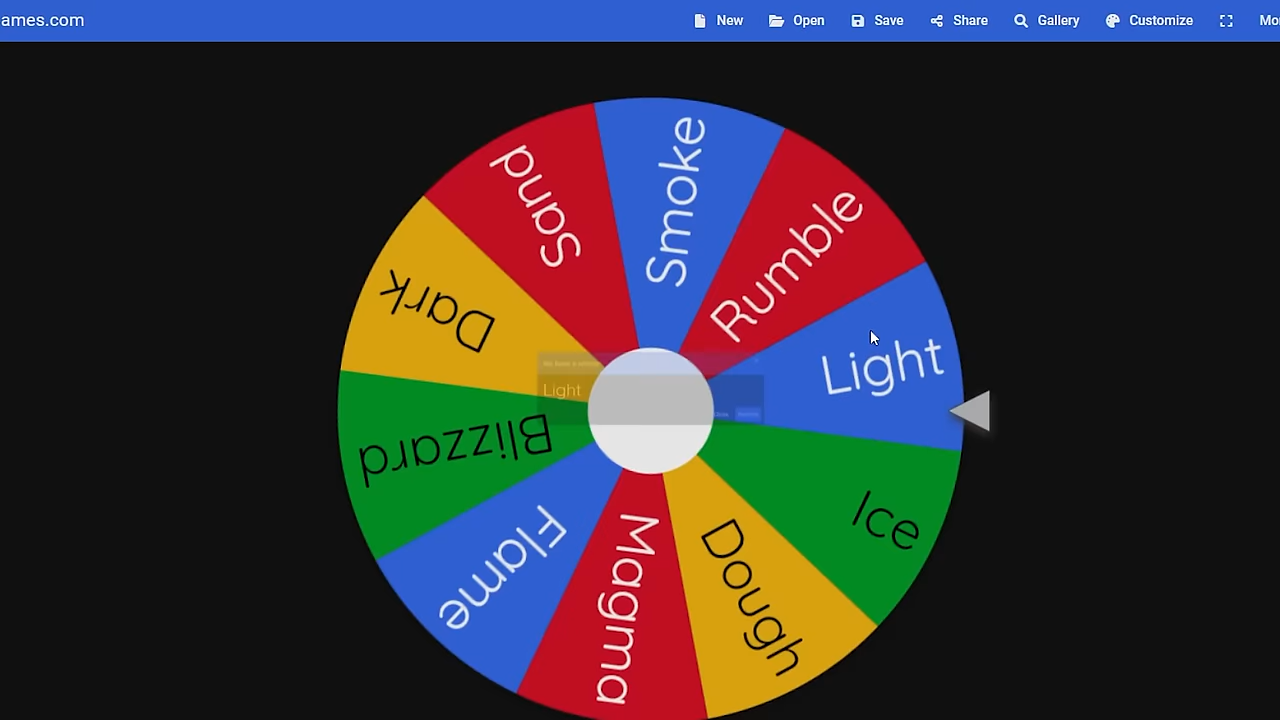 ames.com
New
Open
Save
Share
Gallery
Customize
Smoke
Sand
Rumble
Dark
Light
Light
Blizzard
Ice
Flame
Magma
Dough